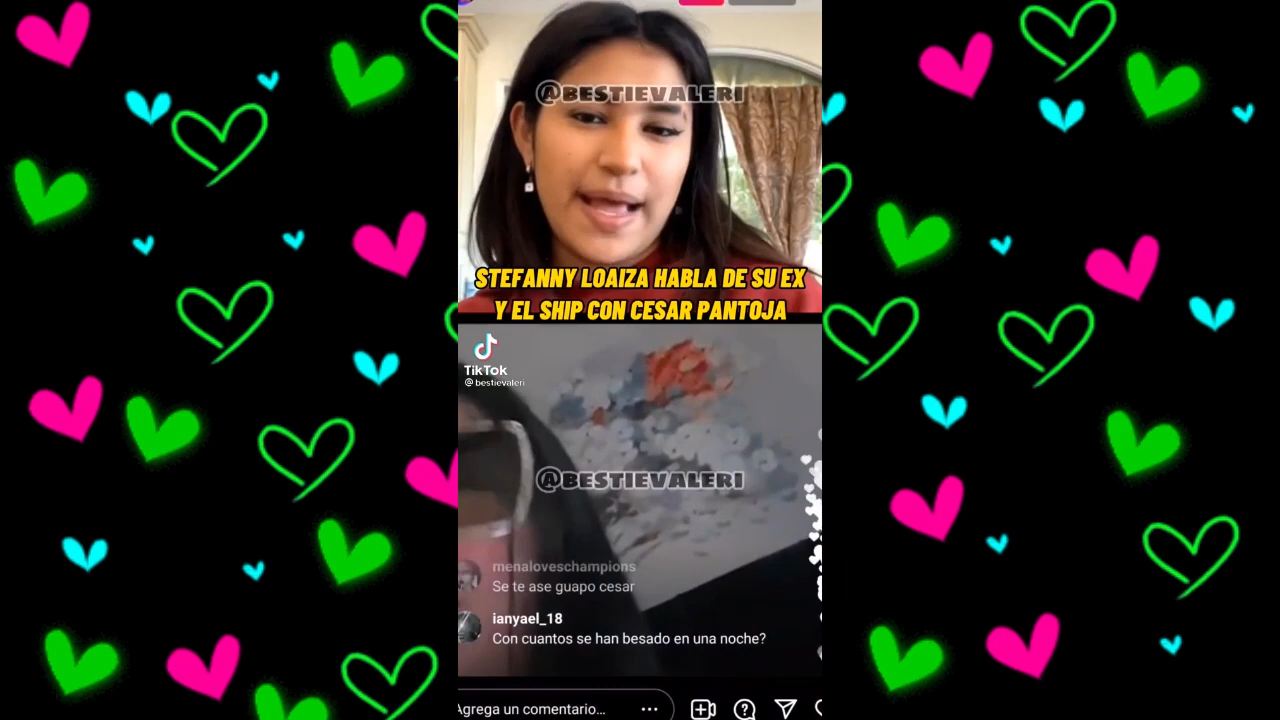 @BESTIEVALERI
STEFANNY LOAIZA HABLA DE SU EX
Y EL SHIP CON CESAR PANTOJA
TikTok
@bestievaleri
@BESTIEVALERI
menaloveschampions
Se te ase guapo cesar
ianyael_18
Con cuantos se han besado en una noche?
Agrega un comentario...